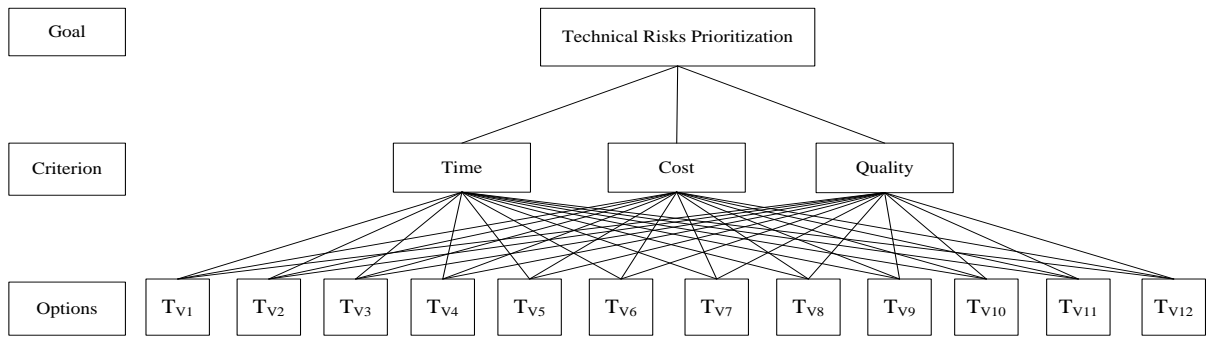 Goal
Technical Risks Prioritization
Criterion
Time
Cost
Quality
Options
TV1
TV2
TV3
TV4
TV5
TV6
TV7
TV8
TV9
TV10
TV11
TV12